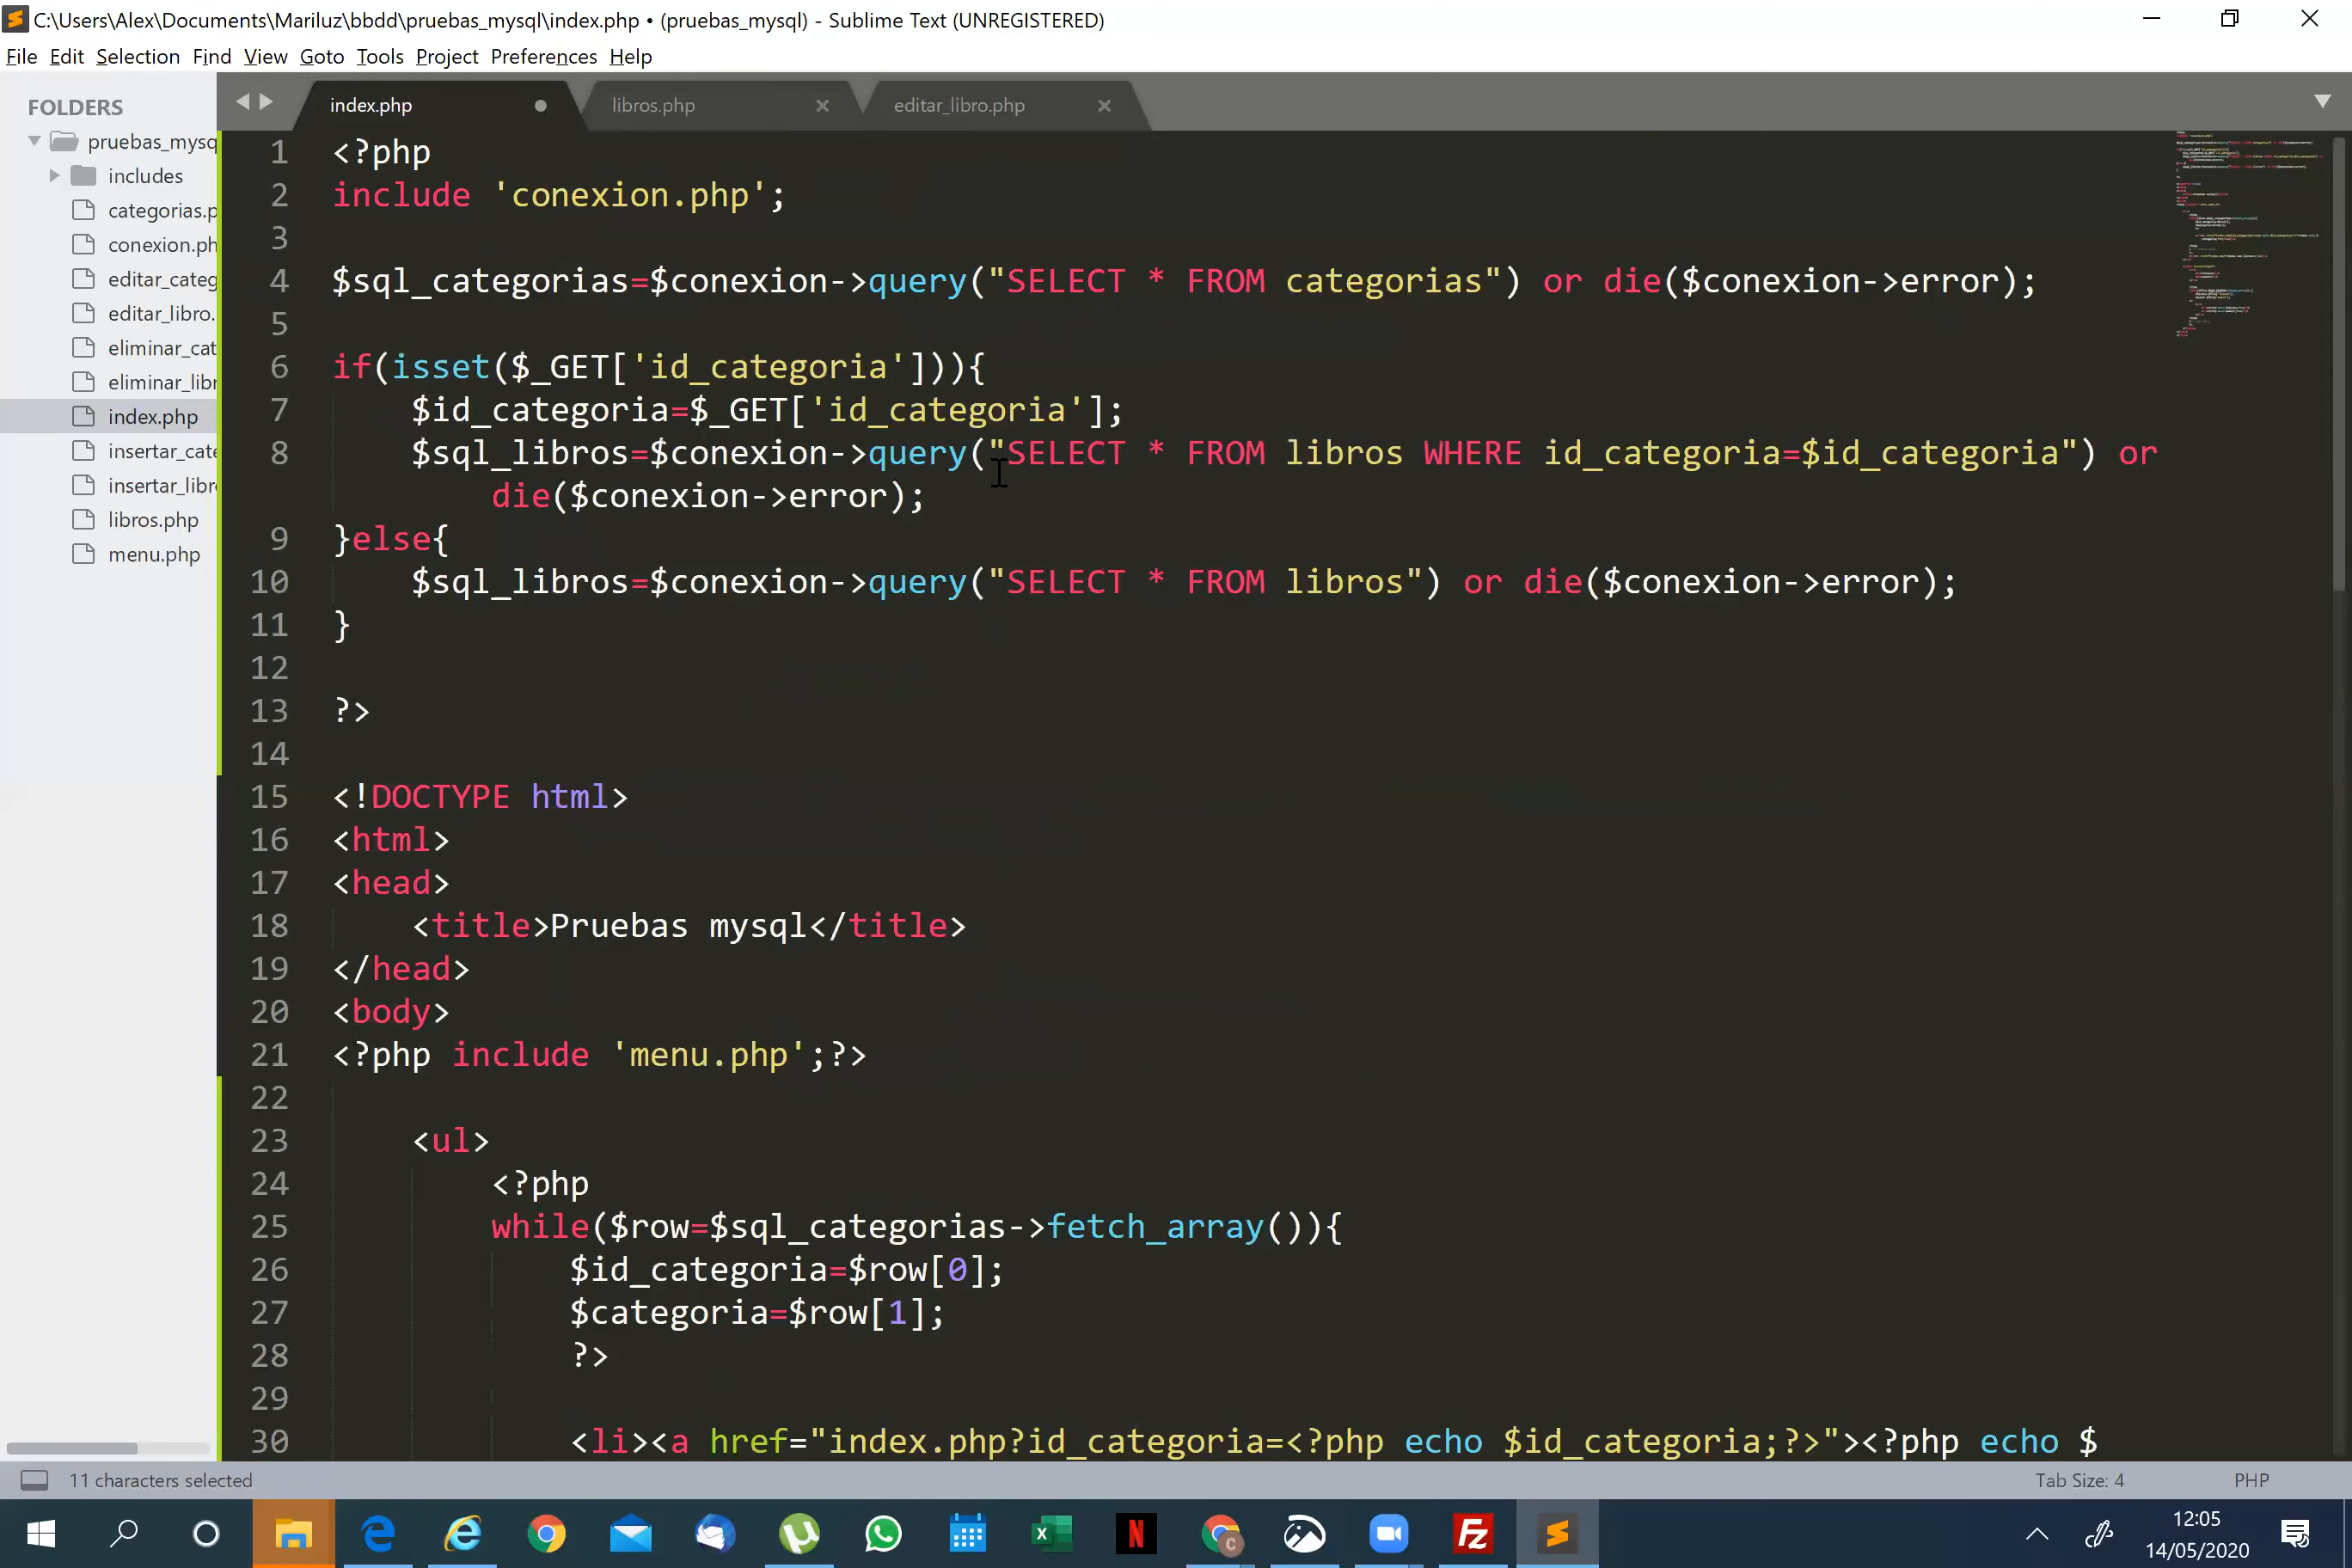 C:\Users\Alex\Documents\Mariluz\bbdd\pruebas_mysql\index.php • (pruebas_mysql) - Sublime Text (UNREGISTERED)
File Edit Selection Find View Goto Tools Project Preferences Help
FOLDERS
pruebas_mysq
includes
categorias.p
conexion.ph
editar_categ
editar_libro.
eliminar_cat
eliminar_libr
index.php
insertar_cate
insertar_libr
libros.php
menu.php
index.php libros.php editar_libro.php
1 <?php
2 include 'conexion.php';
3
4 $sql_categorias=$conexion->query("SELECT * FROM categorias") or die($conexion->error);
5
6 if(isset($_GET['id_categoria'])){
7 $id_categoria=$_GET['id_categoria'];
8 $sql_libros=$conexion->query("SELECT * FROM libros WHERE id_categoria=$id_categoria") or
die($conexion->error);
9 }else{
10 $sql_libros=$conexion->query("SELECT * FROM libros") or die($conexion->error);
11 }
12
13 ?>
14
15 <!DOCTYPE html>
16 <html>
17 <head>
18 <title>Pruebas mysql</title>
19 </head>
20 <body>
21 <?php include 'menu.php';?>
22
23 <ul>
24 <?php
25 while($row=$sql_categorias->fetch_array()){
26 $id_categoria=$row[0];
27 $categoria=$row[1];
28 ?>
29
30 <li><a href="index.php?id_categoria=<?php echo $id_categoria;?>"><?php echo $
11 characters selected
Tab Size: 4 PHP
12:05
14/05/2020